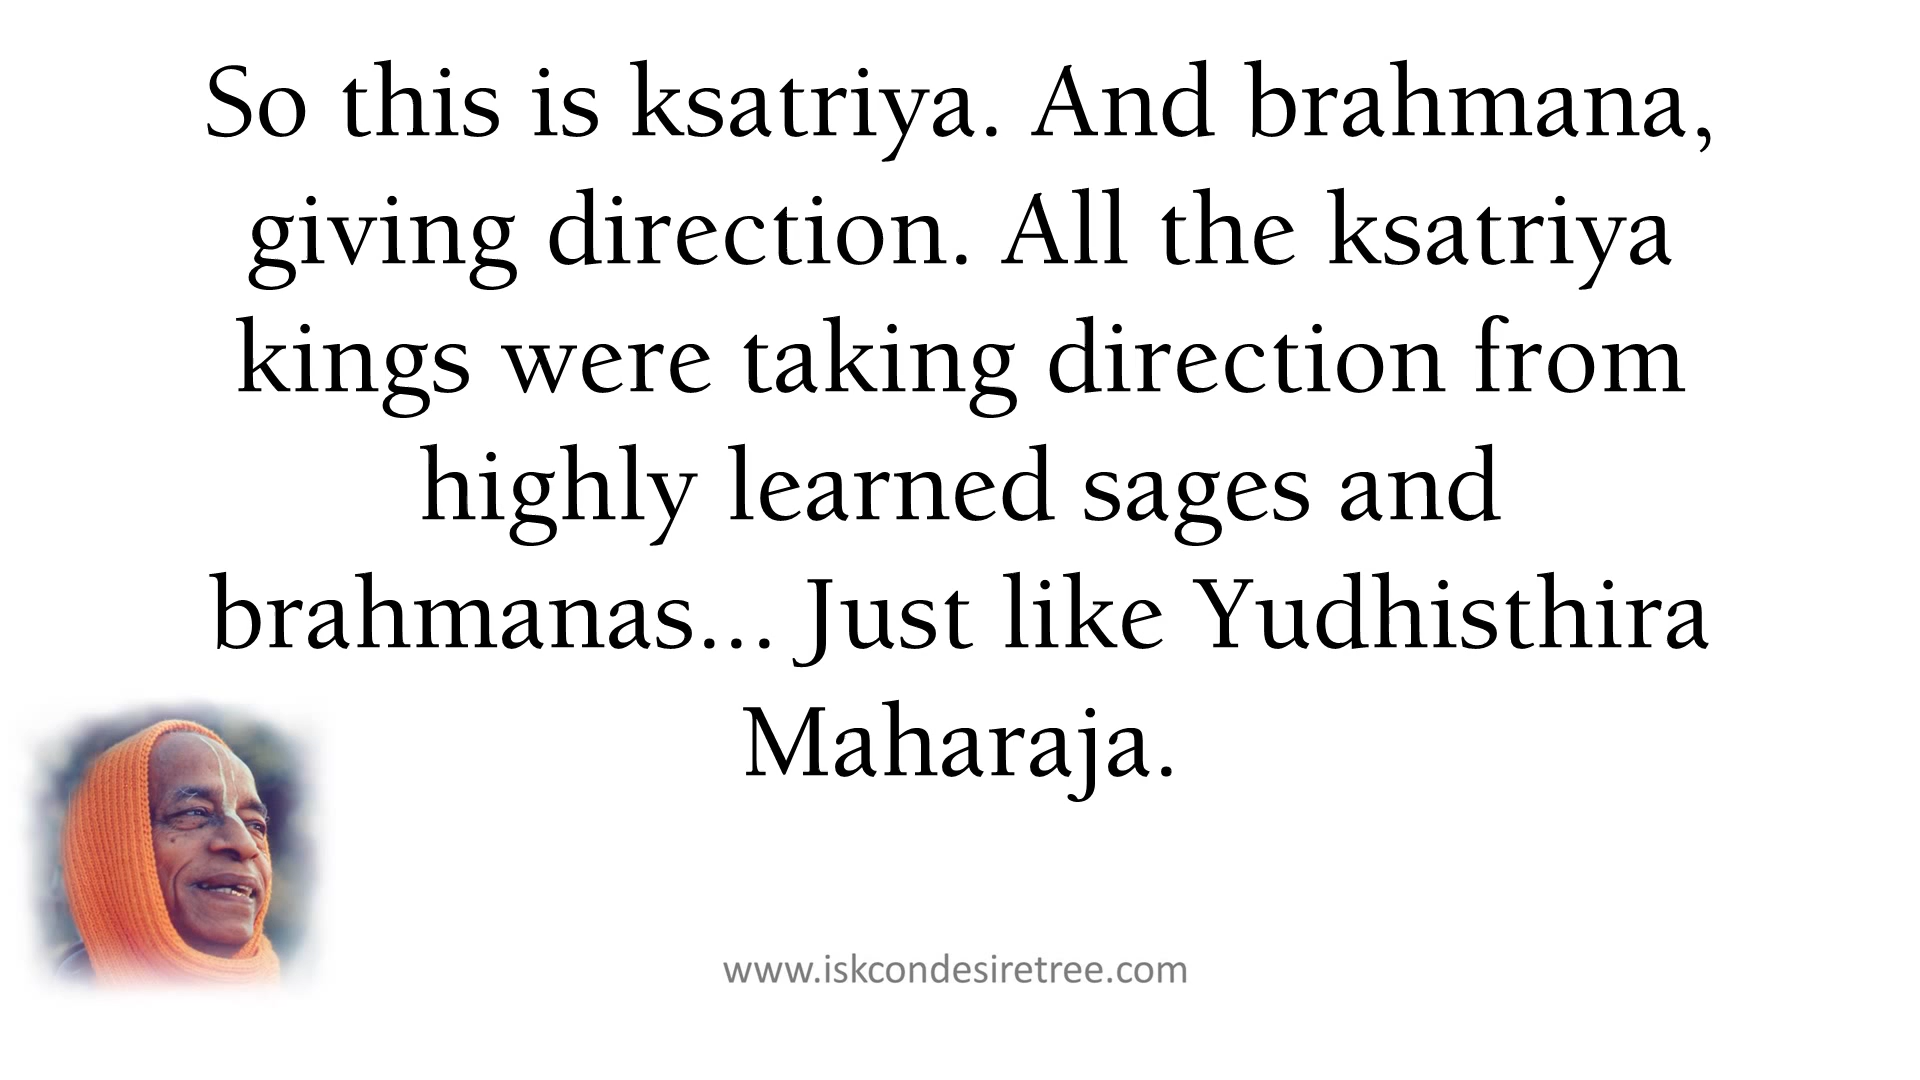 So this is ksatriya. And brahmana,
giving direction. All the ksatriya
kings were taking direction from
highly learned sages and
brahmanas... Just like Yudhisthira
Maharaja.
www.iskcondesiretree.com